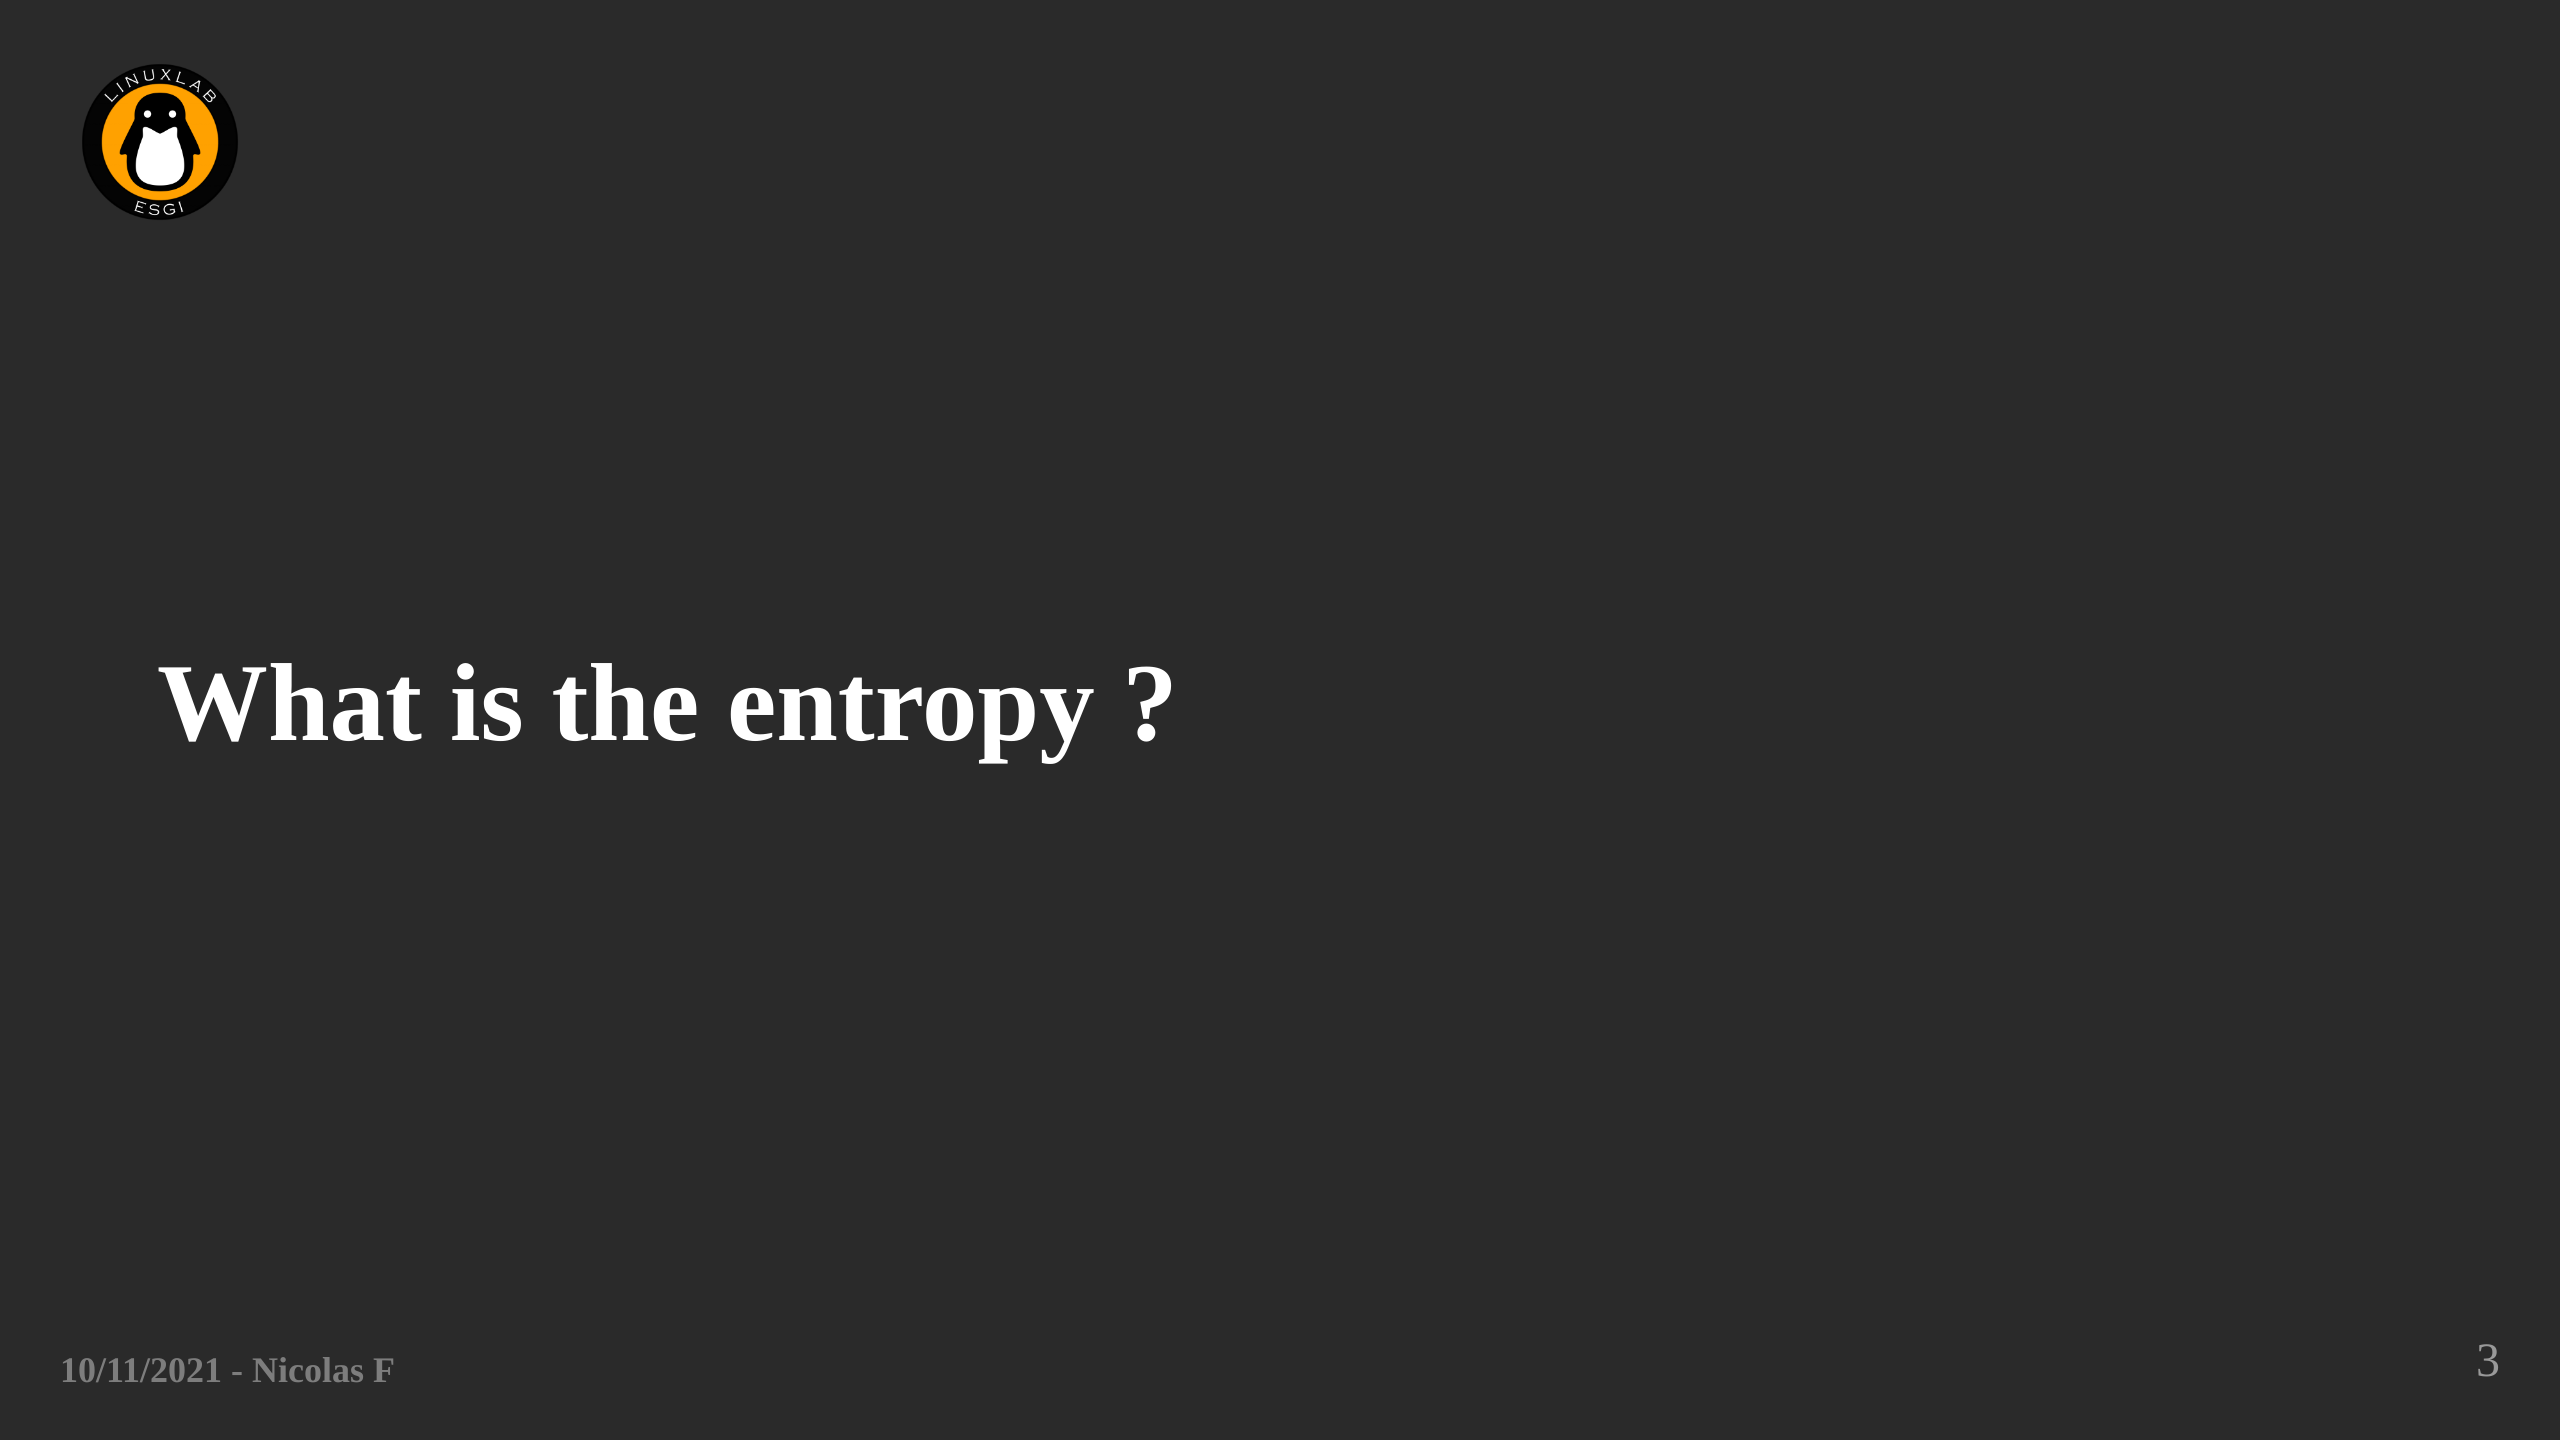 LINUXLAB
ESGI
What is the entropy ?
10/11/2021 - Nicolas F
3